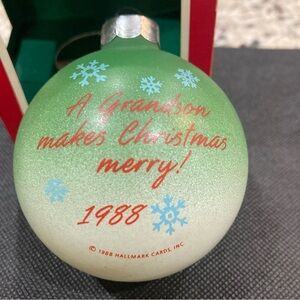 A Grandson
makes Christmas
merry!
1988
© 1988 HALLMARK CARDS, INC.